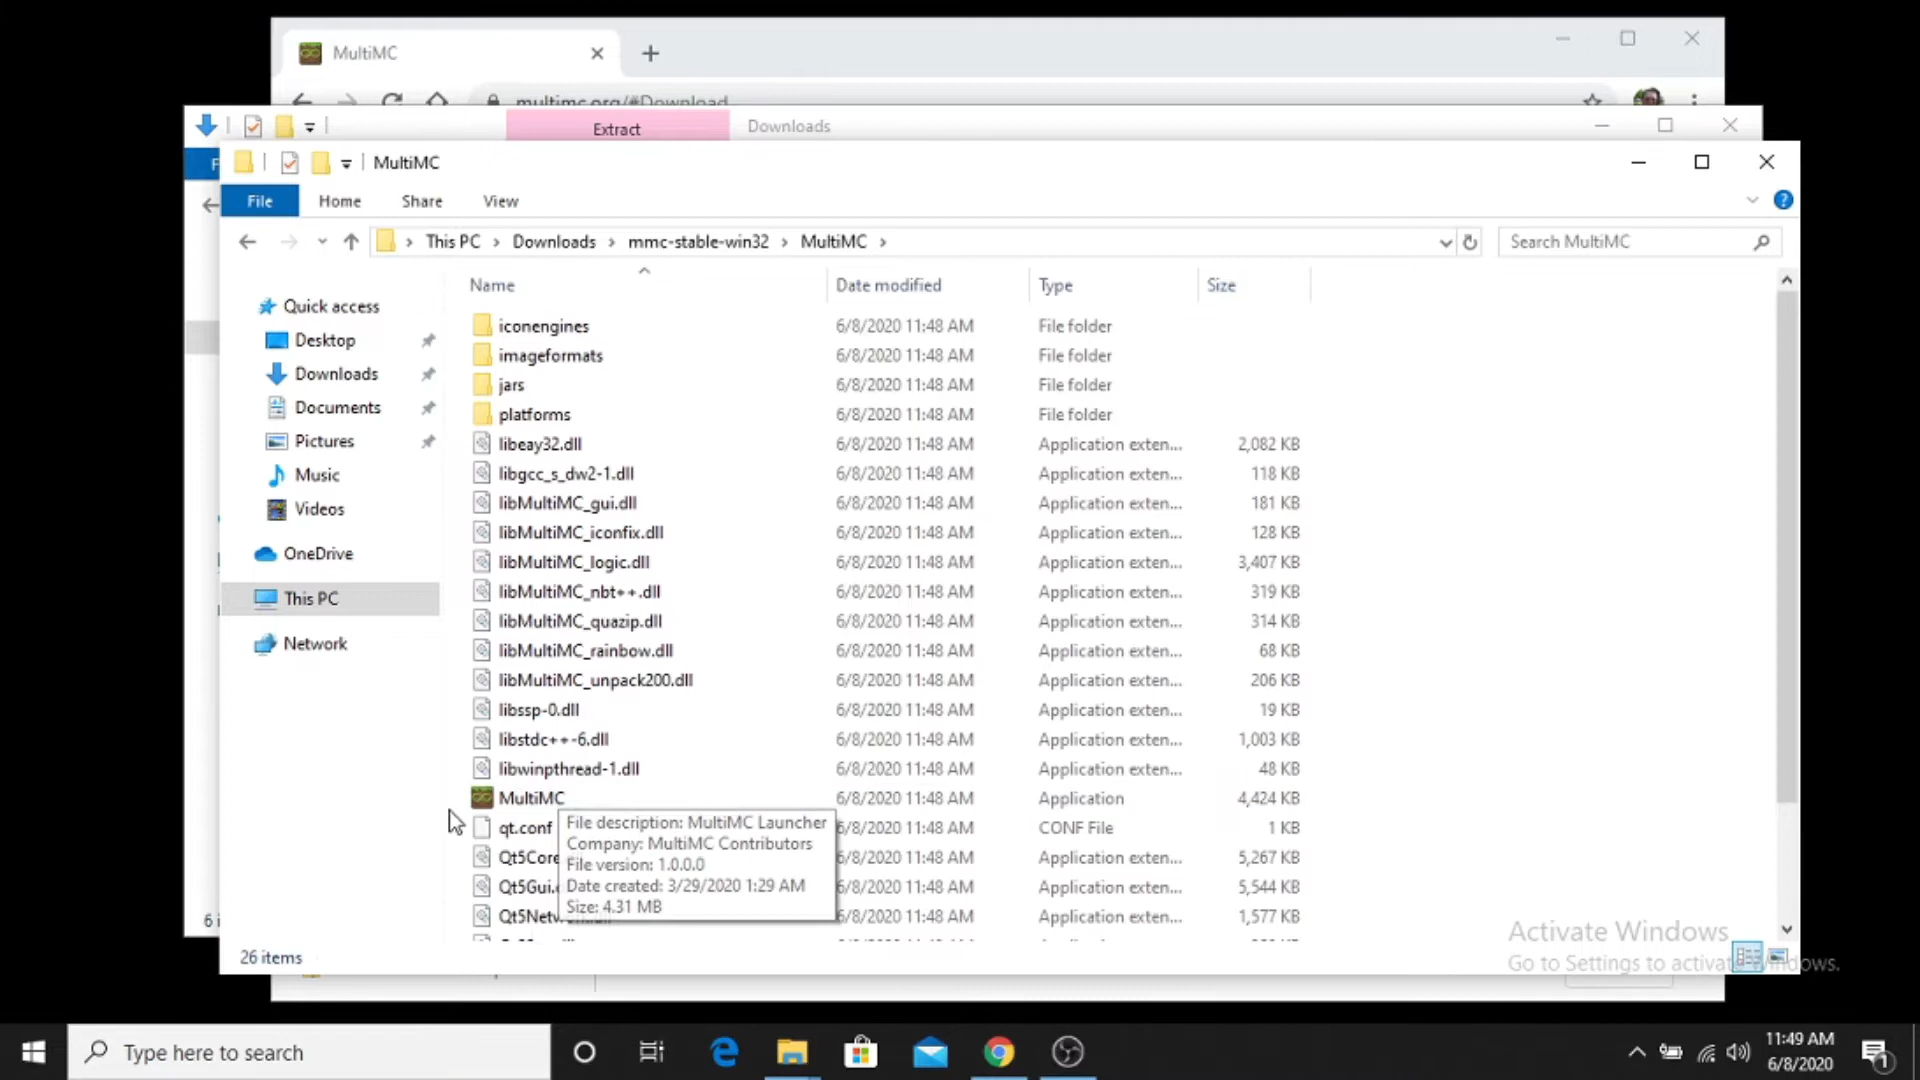 MultiMC
multimc.org/#Download
Extract
Downloads
MultiMC
File
Home
Share
View
This PC
Downloads
mmc-stable-win32
MultiMC
Search MultiMC
Name
Date modified
Type
Size
Quick access
Desktop
Downloads
Documents
Pictures
Music
Videos
OneDrive
This PC
Network
iconengines 6/8/2020 11:48 AM File folder
imageformats 6/8/2020 11:48 AM File folder
jars 6/8/2020 11:48 AM File folder
platforms 6/8/2020 11:48 AM File folder
libeay32.dll 6/8/2020 11:48 AM Application exten... 2,082 KB
libgcc_s_dw2-1.dll 6/8/2020 11:48 AM Application exten... 118 KB
libMultiMC_gui.dll 6/8/2020 11:48 AM Application exten... 181 KB
libMultiMC_iconfix.dll 6/8/2020 11:48 AM Application exten... 128 KB
libMultiMC_logic.dll 6/8/2020 11:48 AM Application exten... 3,407 KB
libMultiMC_nbt++.dll 6/8/2020 11:48 AM Application exten... 319 KB
libMultiMC_quazip.dll 6/8/2020 11:48 AM Application exten... 314 KB
libMultiMC_rainbow.dll 6/8/2020 11:48 AM Application exten... 68 KB
libMultiMC_unpack200.dll 6/8/2020 11:48 AM Application exten... 206 KB
libssp-0.dll 6/8/2020 11:48 AM Application exten... 19 KB
libstdc++-6.dll 6/8/2020 11:48 AM Application exten... 1,003 KB
libwinpthread-1.dll 6/8/2020 11:48 AM Application exten... 48 KB
MultiMC 6/8/2020 11:48 AM Application 4,424 KB
qt.conf 6/8/2020 11:48 AM CONF File 1 KB
Qt5Core 6/8/2020 11:48 AM Application exten... 5,267 KB
Qt5Gui. 6/8/2020 11:48 AM Application exten... 5,544 KB
Qt5Netw 6/8/2020 11:48 AM Application exten... 1,577 KB
File description: MultiMC Launcher
Company: MultiMC Contributors
File version: 1.0.0.0
Date created: 3/29/2020 1:29 AM
Size: 4.31 MB
26 items
Activate Windows
Go to Settings to activate Windows.
Type here to search
11:49 AM
6/8/2020
1